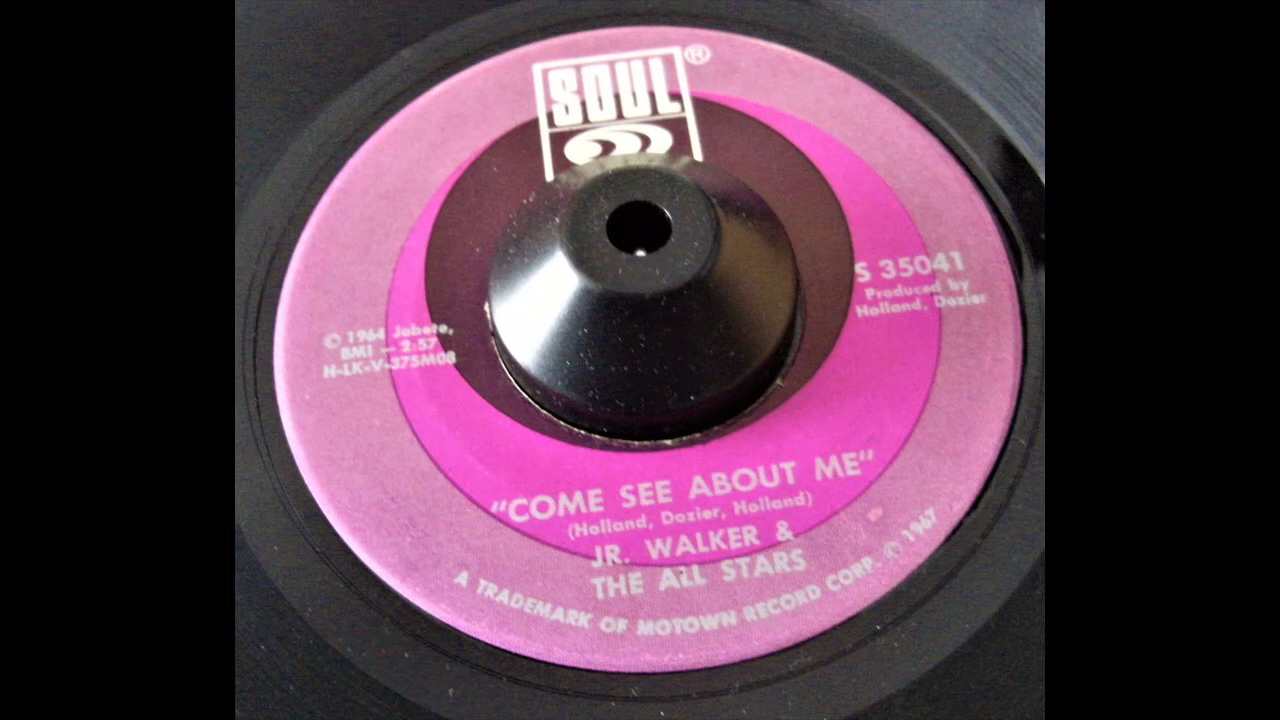 SOUL ®
S 35041
Produced by
Holland, Dozier
© 1964 Jobete,
BMI — 2:57
H-LK-V-375M08
"COME SEE ABOUT ME"
(Holland, Dozier, Holland)
JR. WALKER &
THE ALL STARS
A TRADEMARK OF MOTOWN RECORD CORP. © 1967